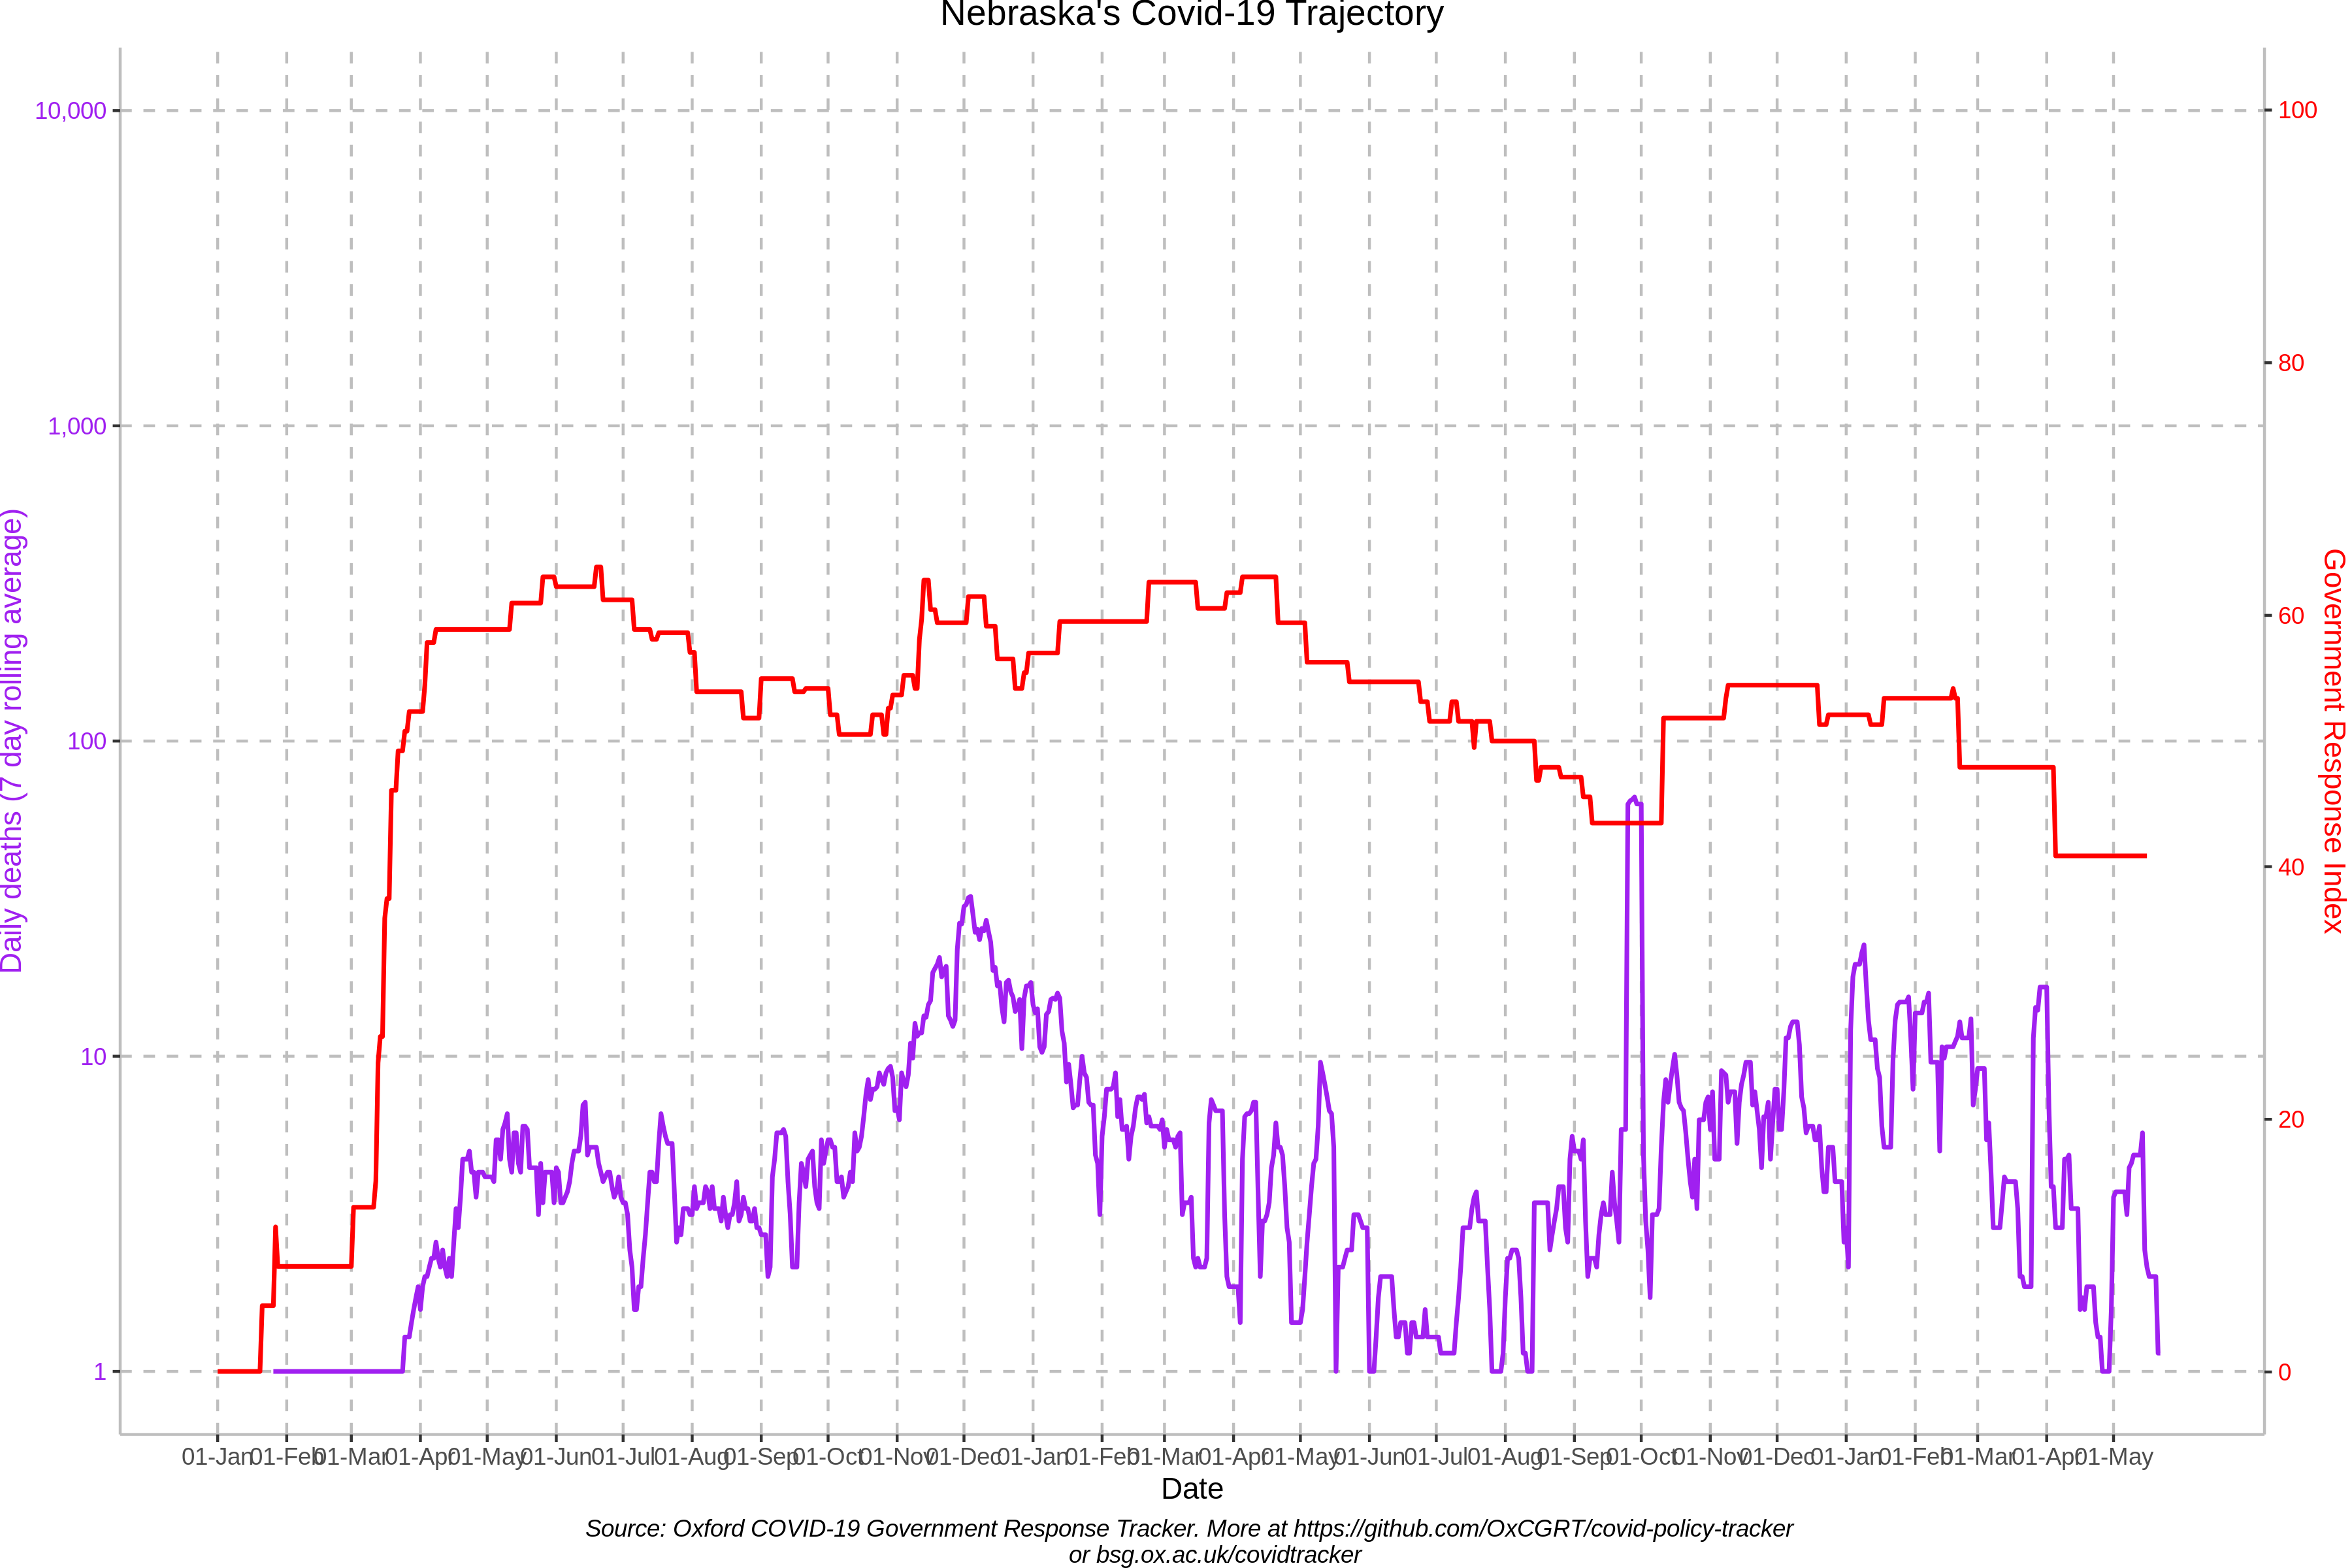 Nebraska's Covid-19 Trajectory
10,000
1,000
100
10
1
Daily deaths (7 day rolling average)
100
80
60
40
20
0
Government Response Index
01-Jan 01-Feb 01-Mar 01-Apr 01-May 01-Jun 01-Jul 01-Aug 01-Sep 01-Oct 01-Nov 01-Dec 01-Jan 01-Feb 01-Mar 01-Apr 01-May 01-Jun 01-Jul 01-Aug 01-Sep 01-Oct 01-Nov 01-Dec 01-Jan 01-Feb 01-Mar 01-Apr 01-May
Date
Source: Oxford COVID-19 Government Response Tracker. More at https://github.com/OxCGRT/covid-policy-tracker
or bsg.ox.ac.uk/covidtracker